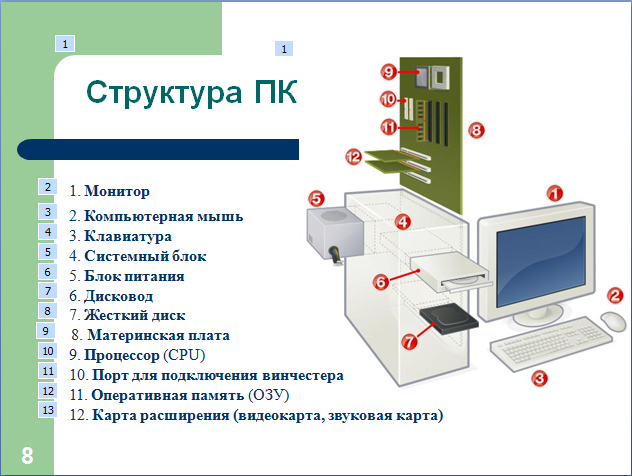 1
1
Структура ПК
2 1. Монитор
3 2. Компьютерная мышь
4 3. Клавиатура
5 4. Системный блок
6 5. Блок питания
7 6. Дисковод
8 7. Жесткий диск
9 8. Материнская плата
10 9. Процессор (CPU)
11 10. Порт для подключения винчестера
12 11. Оперативная память (ОЗУ)
13 12. Карта расширения (видеокарта, звуковая карта)
8
9
10
11
8
12
5
4
1
6
2
7
3